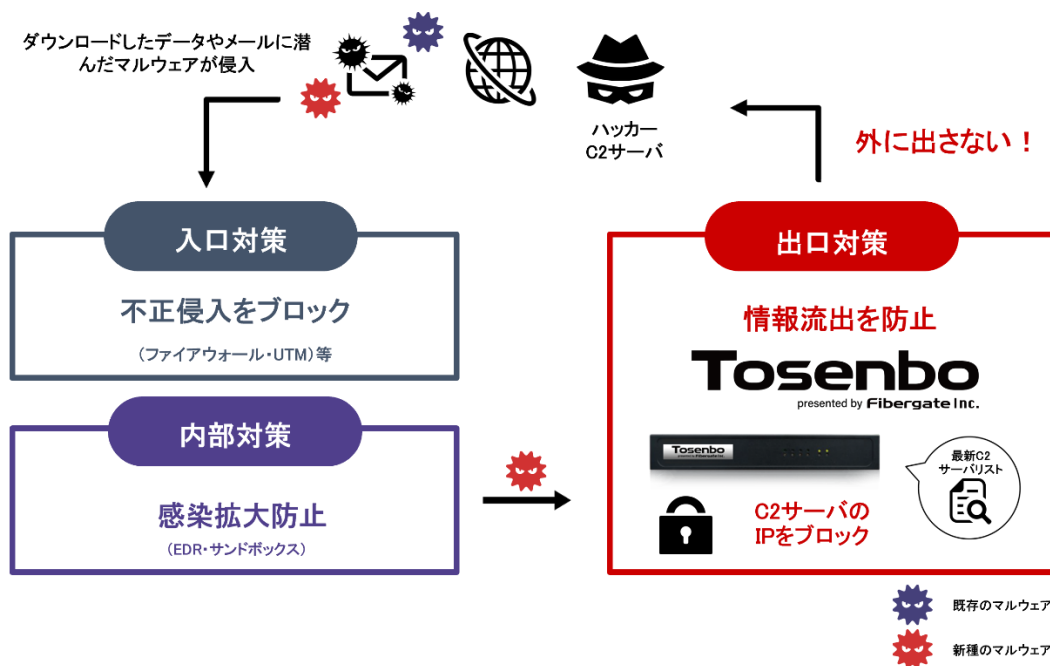 ダウンロードしたデータやメールに潜
んだマルウェアが侵入
ハッカー
C2サーバ
外に出さない！
入口対策
不正侵入をブロック
（ファイアウォール・UTM）等
内部対策
感染拡大防止
（EDR・サンドボックス）
出口対策
情報流出を防止
Tosenbo
presented by Fibergate Inc.
Tosenbo
presented by Fibergate Inc.
最新C2
サーバリスト
C2サーバの
IPをブロック
既存のマルウェア
新種のマルウェア